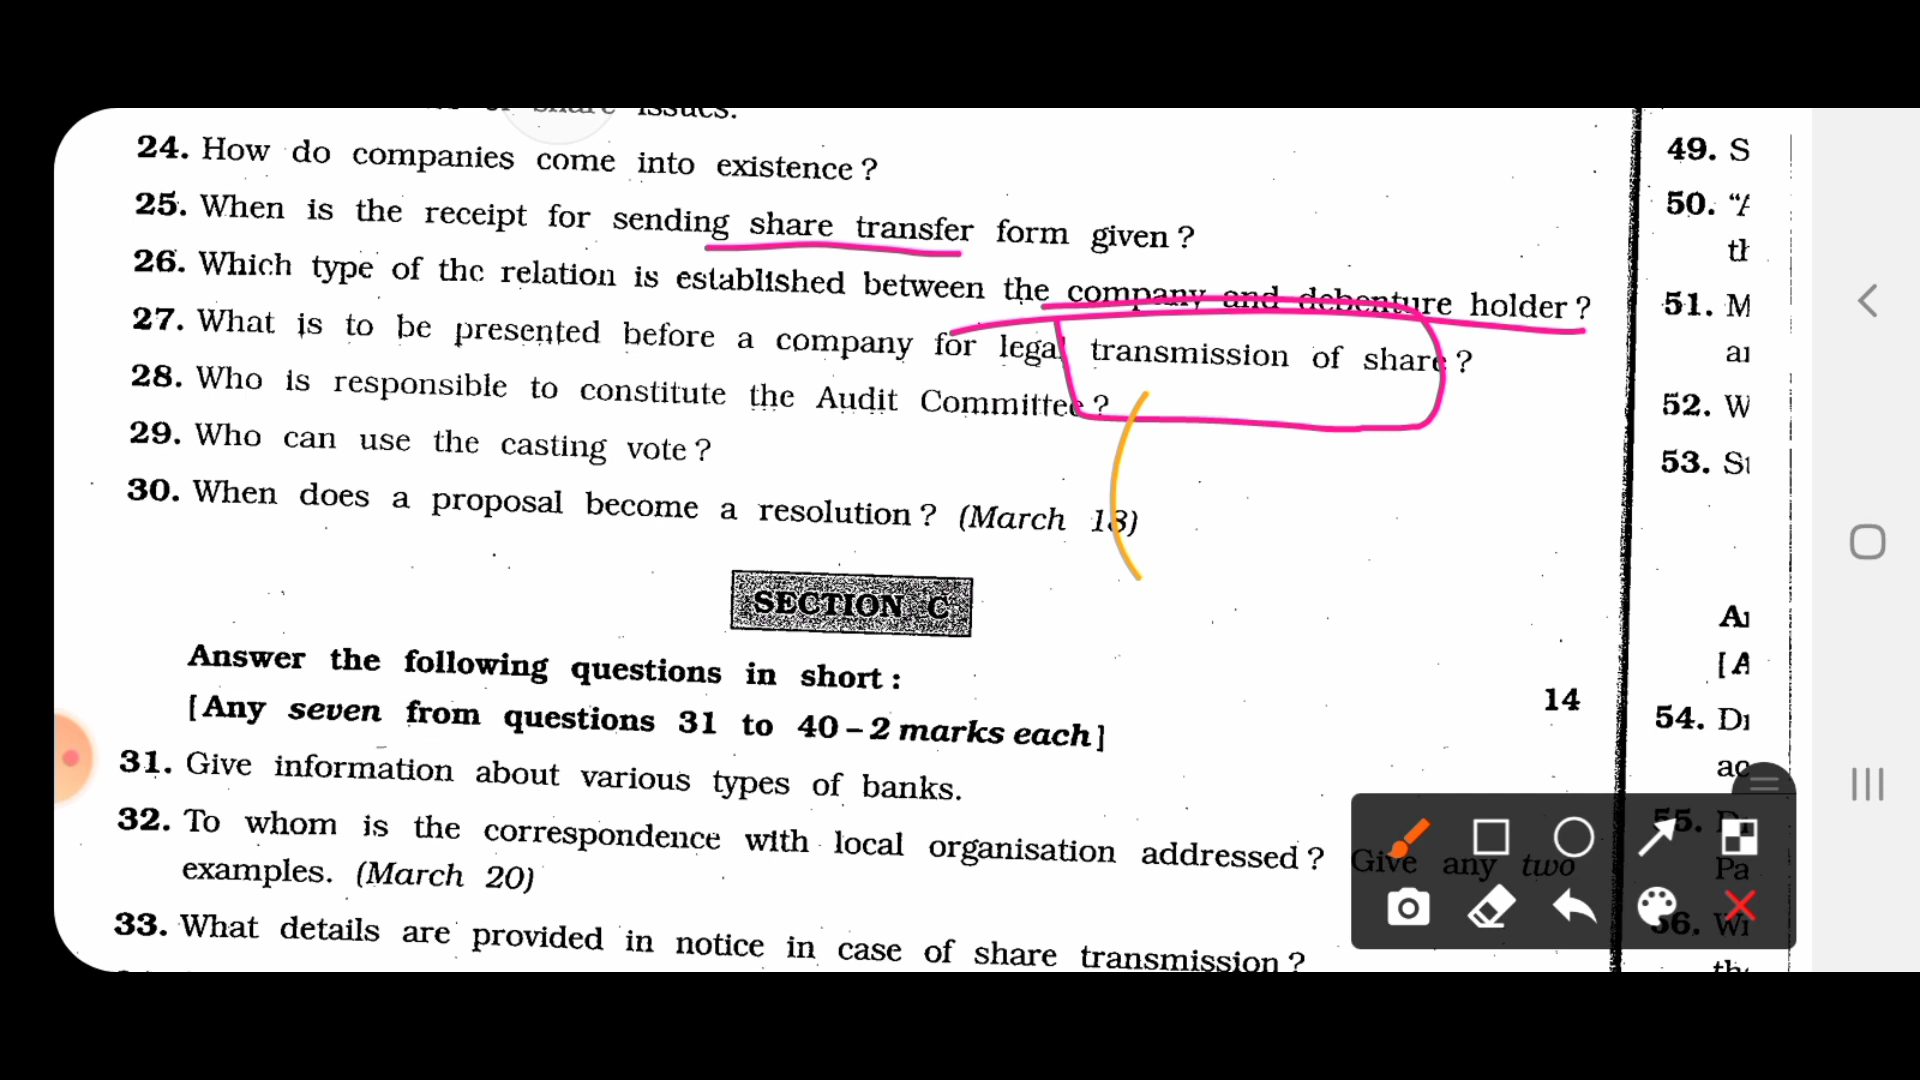 share issues.
24. How do companies come into existence ?
25. When is the receipt for sending share transfer form given ?
26. Which type of the relation is established between the company and debenture holder ?
27. What is to be presented before a company for legal transmission of share ?
28. Who is responsible to constitute the Audit Committee ?
29. Who can use the casting vote ?
30. When does a proposal become a resolution ? (March 18)
SECTION C
Answer the following questions in short :
[Any seven from questions 31 to 40 – 2 marks each]
14
31. Give information about various types of banks.
32. To whom is the correspondence with local organisation addressed ? Give any two
examples. (March 20)
33. What details are provided in notice in case of share transmission ?
49. S
50.
51. M
52. W
53.
54.
55.
Pa
56.